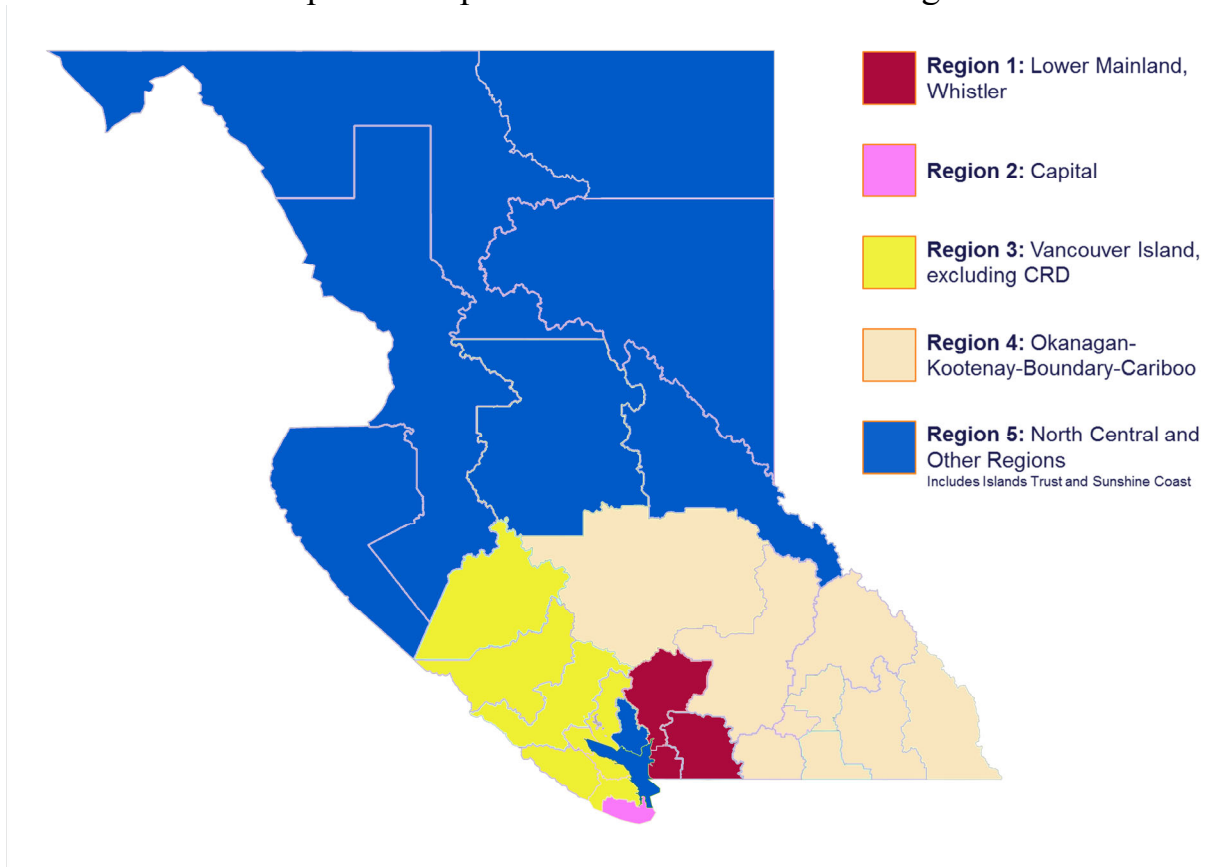 Region 1: Lower Mainland,
Whistler
Region 2: Capital
Region 3: Vancouver Island,
excluding CRD
Region 4: Okanagan-
Kootenay-Boundary-Cariboo
Region 5: North Central and
Other Regions
Includes Islands Trust and Sunshine Coast